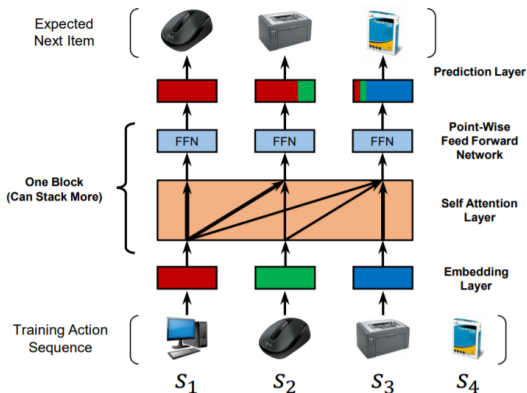 Expected
Next Item
Prediction Layer
FFN
FFN
FFN
Point-Wise
Feed Forward
Network
One Block
(Can Stack More)
Self Attention
Layer
Embedding
Layer
Training Action
Sequence
S₁
S₂
S₃
S₄